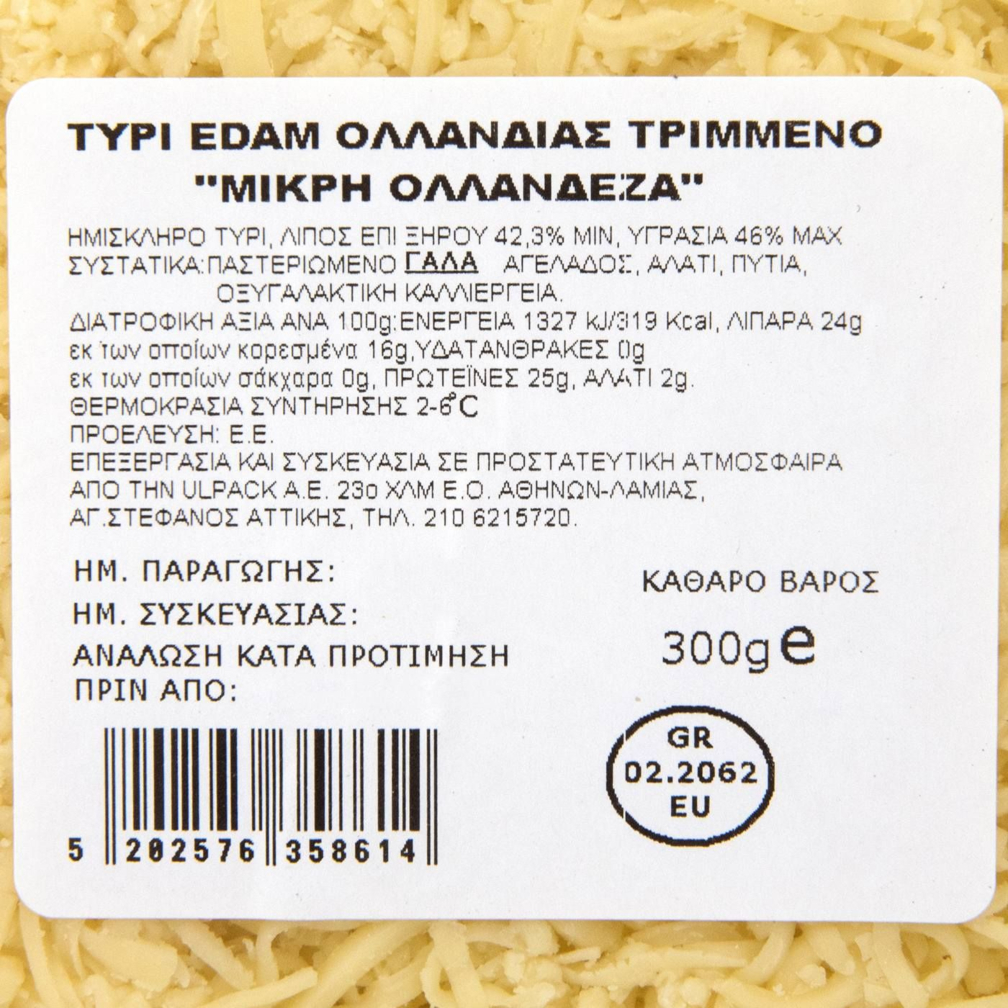 ΤΥΡΙ EDAM ΟΛΛΑΝΔΙΑΣ ΤΡΙΜΜΕΝΟ
"ΜΙΚΡΗ ΟΛΛΑΝΔΕΖΑ"
ΗΜΙΣΚΛΗΡΟ ΤΥΡΙ, ΛΙΠΟΣ ΕΠΙ ΞΗΡΟΥ 42,3% MIN, ΥΓΡΑΣΙΑ 46% MAX
ΣΥΣΤΑΤΙΚΑ:ΠΑΣΤΕΡΙΩΜΕΝΟ ΓΑΛΑ ΑΓΕΛΑΔΟΣ, ΑΛΑΤΙ, ΠΥΤΙΑ,
ΟΞΥΓΑΛΑΚΤΙΚΗ ΚΑΛΛΙΕΡΓΕΙΑ.
ΔΙΑΤΡΟΦΙΚΗ ΑΞΙΑ ΑΝΑ 100g:ΕΝΕΡΓΕΙΑ 1327 kJ/319 Kcal, ΛΙΠΑΡΑ 24g
εκ των οποίων κορεσμένα 16g,ΥΔΑΤΑΝΘΡΑΚΕΣ 0g
εκ των οποίων σάκχαρα 0g, ΠΡΩΤΕΪΝΕΣ 25g, ΑΛΑΤΙ 2g.
ΘΕΡΜΟΚΡΑΣΙΑ ΣΥΝΤΗΡΗΣΗΣ 2-6°C
ΠΡΟΕΛΕΥΣΗ: Ε.Ε.
ΕΠΕΞΕΡΓΑΣΙΑ ΚΑΙ ΣΥΣΚΕΥΑΣΙΑ ΣΕ ΠΡΟΣΤΑΤΕΥΤΙΚΗ ΑΤΜΟΣΦΑΙΡΑ
ΑΠΟ ΤΗΝ ULPACK A.E. 23ο ΧΛΜ Ε.Ο. ΑΘΗΝΩΝ-ΛΑΜΙΑΣ,
ΑΓ.ΣΤΕΦΑΝΟΣ ΑΤΤΙΚΗΣ, ΤΗΛ. 210 6215720.
ΗΜ. ΠΑΡΑΓΩΓΗΣ:
ΗΜ. ΣΥΣΚΕΥΑΣΙΑΣ:
ΑΝΑΛΩΣΗ ΚΑΤΑ ΠΡΟΤΙΜΗΣΗ
ΠΡΙΝ ΑΠΟ:
ΚΑΘΑΡΟ ΒΑΡΟΣ
300g e
GR
02.2062
EU
5 202576 358614